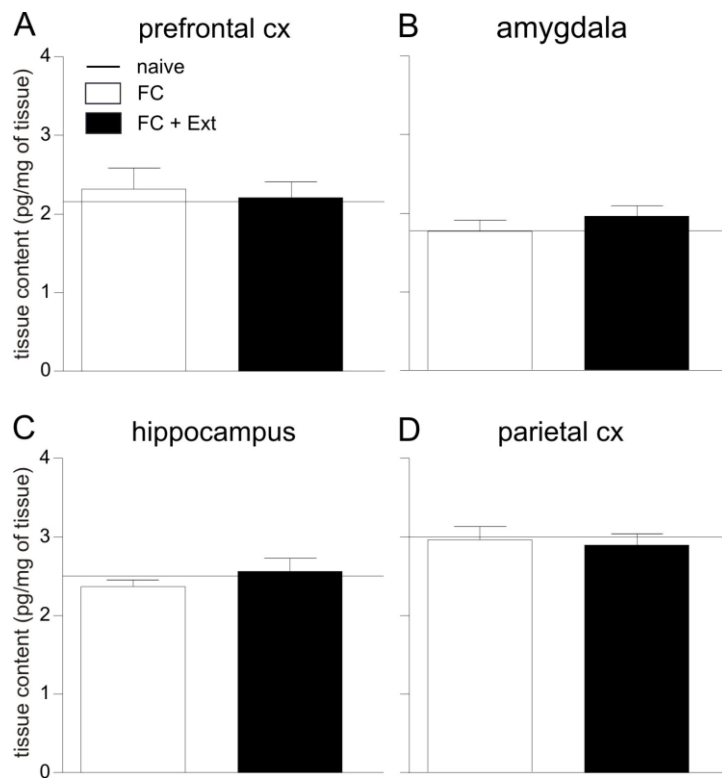 A prefrontal cx
B amygdala
naive
FC
FC + Ext
tissue content (pg/mg of tissue)
4
3
2
1
0
C hippocampus
D parietal cx
tissue content (pg/mg of tissue)
4
3
2
1
0